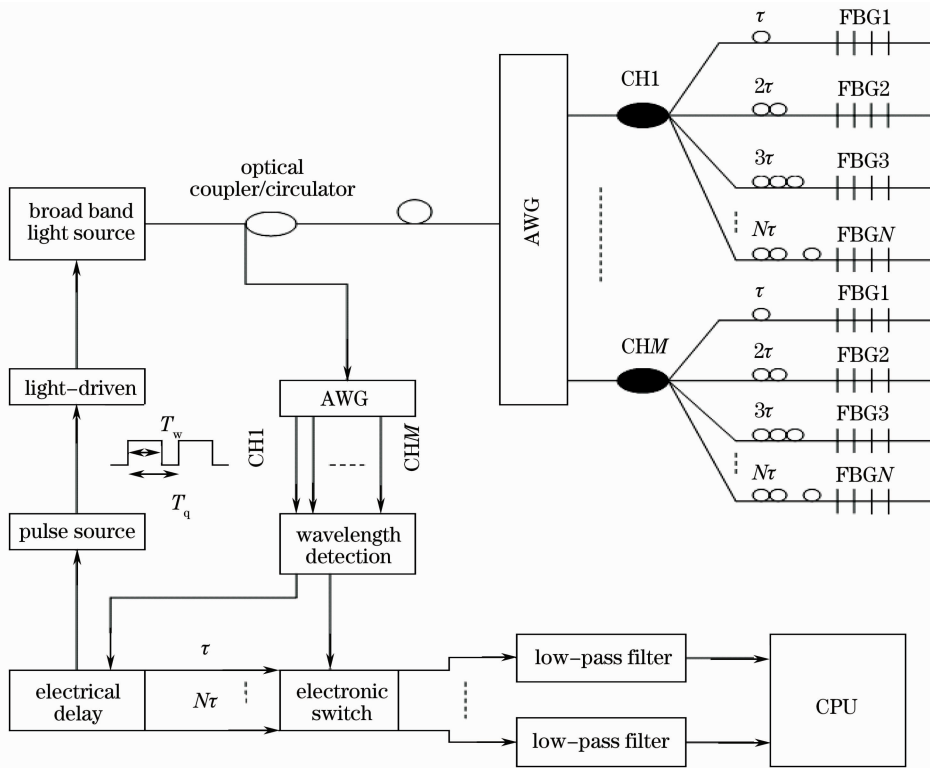 τ
FBG1
CH1
2τ
FBG2
3τ
FBG3
Nτ
FBGN
optical
coupler/circulator
broad band
light source
AWG
τ
FBG1
CHM
2τ
FBG2
3τ
FBG3
Nτ
FBGN
light-driven
AWG
Tw
Tq
CH1
CHM
pulse source
wavelength
detection
τ
Nτ
electrical
delay
electronic
switch
low-pass filter
low-pass filter
CPU